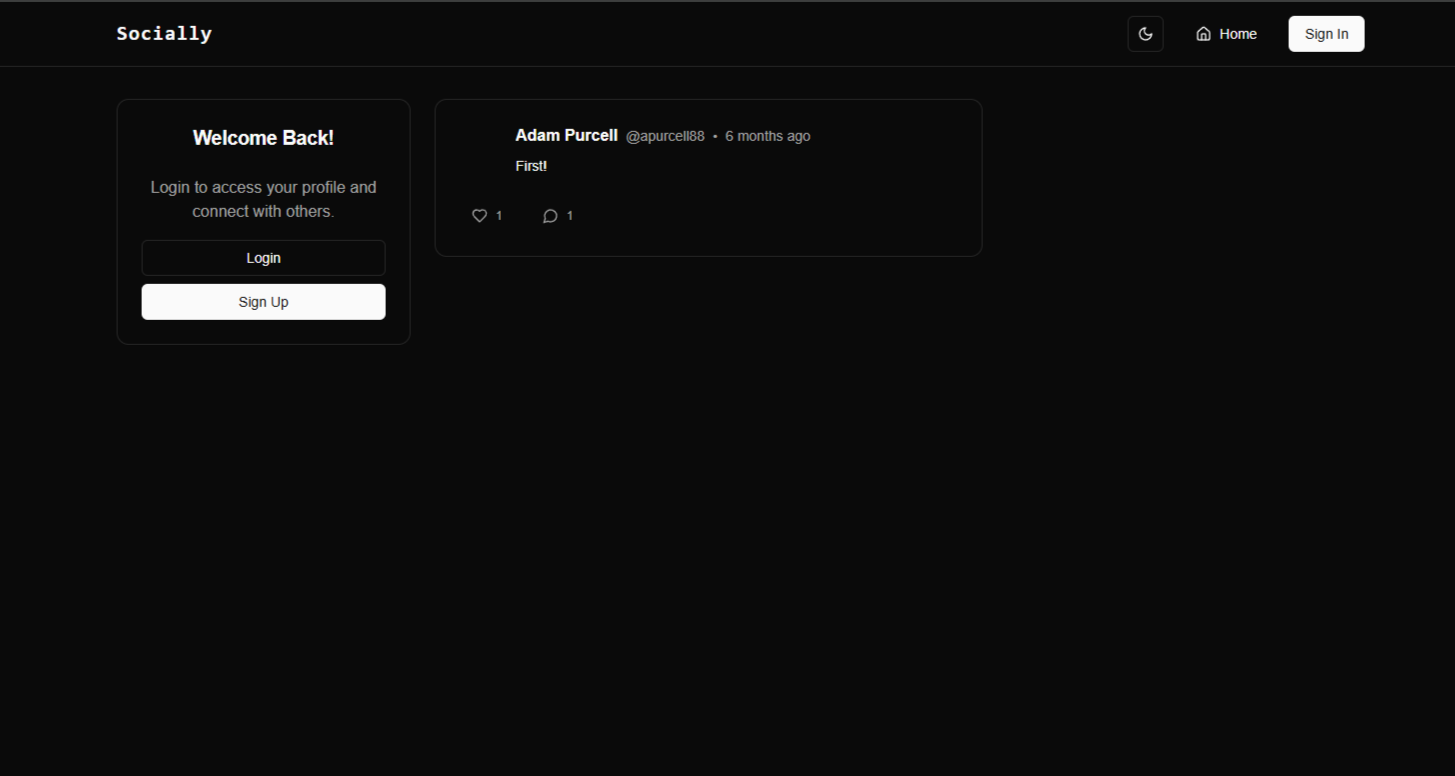 Socially
Home
Sign In
Welcome Back!
Login to access your profile and
connect with others.
Login
Sign Up
Adam Purcell @apurcell88 • 6 months ago
First!
1 1